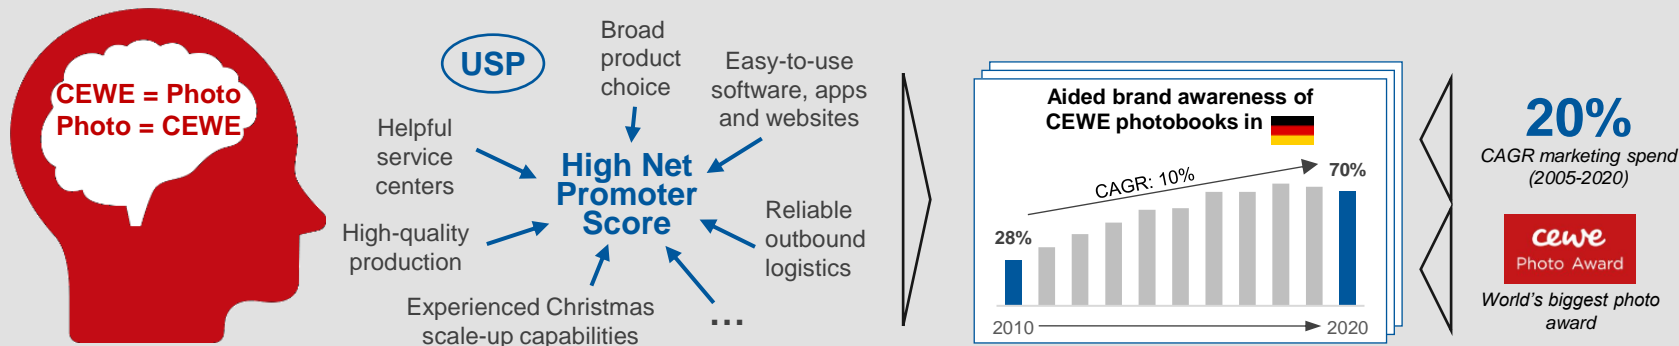 CEWE = Photo
Photo = CEWE
USP
Broad
product
choice
Easy-to-use
software, apps
and websites
Helpful
service
centers
High Net
Promoter
Score
High-quality
production
Reliable
outbound
logistics
Experienced Christmas
scale-up capabilities
...
Aided brand awareness of
CEWE photobooks in
CAGR: 10%
28%
70%
2010
2020
20%
CAGR marketing spend
(2005-2020)
cewe
Photo Award
World's biggest photo
award